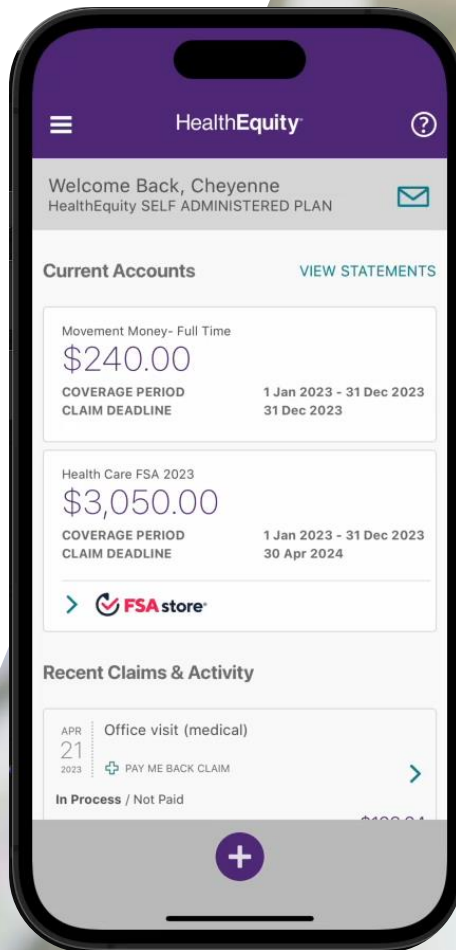 HealthEquity
Welcome Back, Cheyenne
HealthEquity SELF ADMINISTERED PLAN
Current Accounts VIEW STATEMENTS
Movement Money- Full Time
$240.00
COVERAGE PERIOD 1 Jan 2023 - 31 Dec 2023
CLAIM DEADLINE 31 Dec 2023
Health Care FSA 2023
$3,050.00
COVERAGE PERIOD 1 Jan 2023 - 31 Dec 2023
CLAIM DEADLINE 30 Apr 2024
FSA store
Recent Claims & Activity
APR Office visit (medical)
21
2023 PAY ME BACK CLAIM
In Process / Not Paid